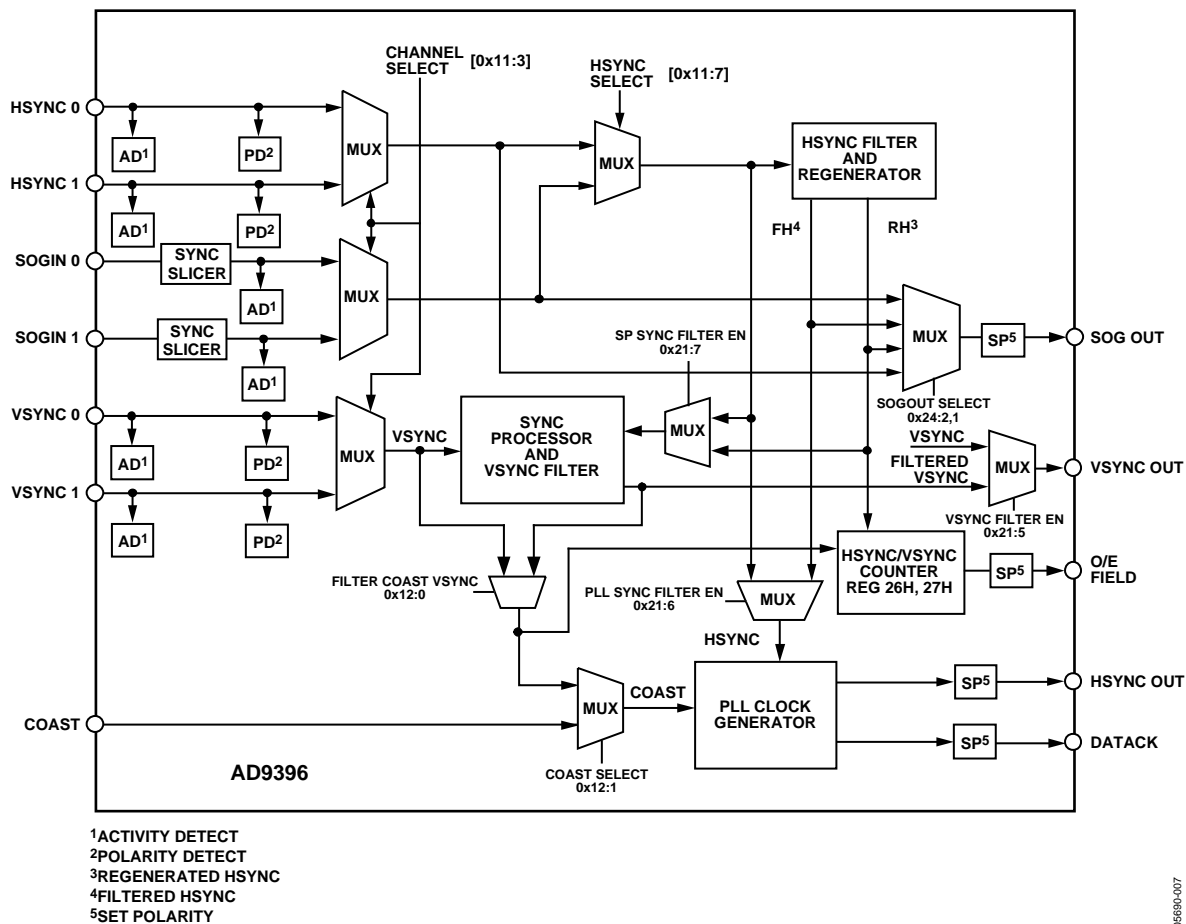 CHANNEL
SELECT [0x11:3]
HSYNC
SELECT [0x11:7]
HSYNC 0
AD1
PD2
MUX
MUX
HSYNC FILTER
AND
REGENERATOR
HSYNC 1
AD1
PD2
FH4
RH3
SOGIN 0
SYNC
SLICER
AD1
MUX
SOGIN 1
SYNC
SLICER
AD1
SP SYNC FILTER EN
0x21:7
MUX
SP5
SOG OUT
SOGOUT SELECT
0x24:2,1
VSYNC 0
AD1
PD2
MUX
VSYNC
SYNC
PROCESSOR
AND
VSYNC FILTER
MUX
VSYNC
FILTERED
VSYNC
MUX
VSYNC OUT
VSYNC 1
AD1
PD2
VSYNC FILTER EN
0x21:5
FILTER COAST VSYNC
0x12:0
PLL SYNC FILTER EN
0x21:6
MUX
HSYNC/VSYNC
COUNTER
REG 26H, 27H
SP5
O/E
FIELD
HSYNC
COAST
MUX
COAST
PLL CLOCK
GENERATOR
SP5
HSYNC OUT
SP5
DATACK
COAST SELECT
0x12:1
AD9396
1ACTIVITY DETECT
2POLARITY DETECT
3REGENERATED HSYNC
4FILTERED HSYNC
5SET POLARITY
05690-007